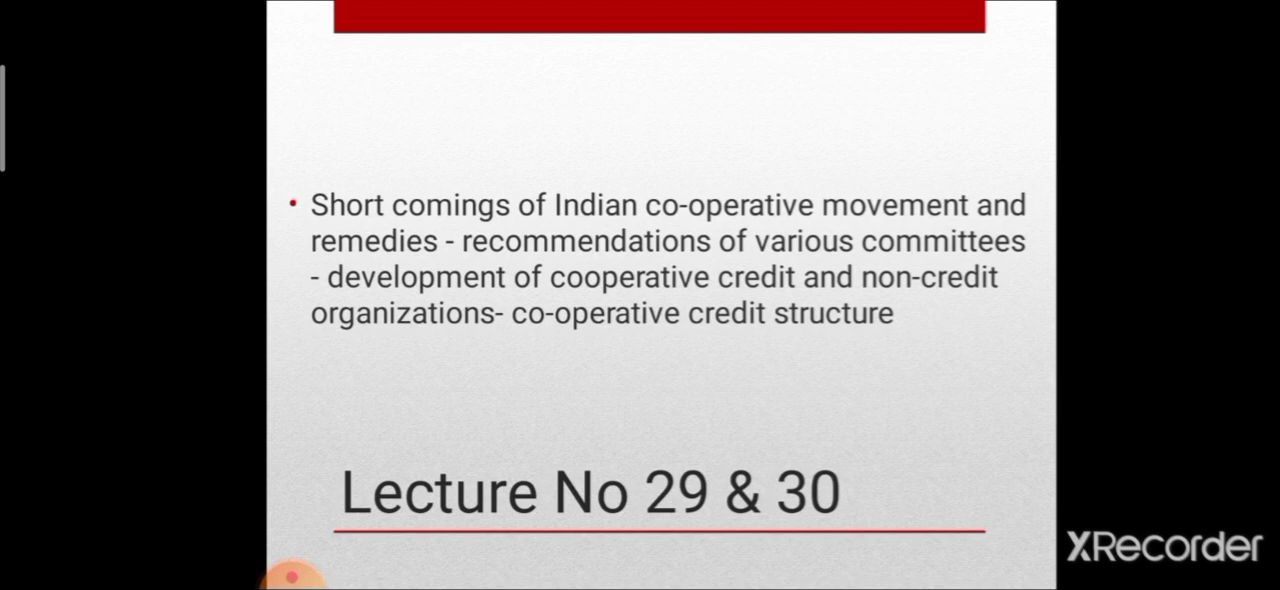 • Short comings of Indian co-operative movement and
remedies - recommendations of various committees
- development of cooperative credit and non-credit
organizations- co-operative credit structure
Lecture No 29 & 30
XRecorder